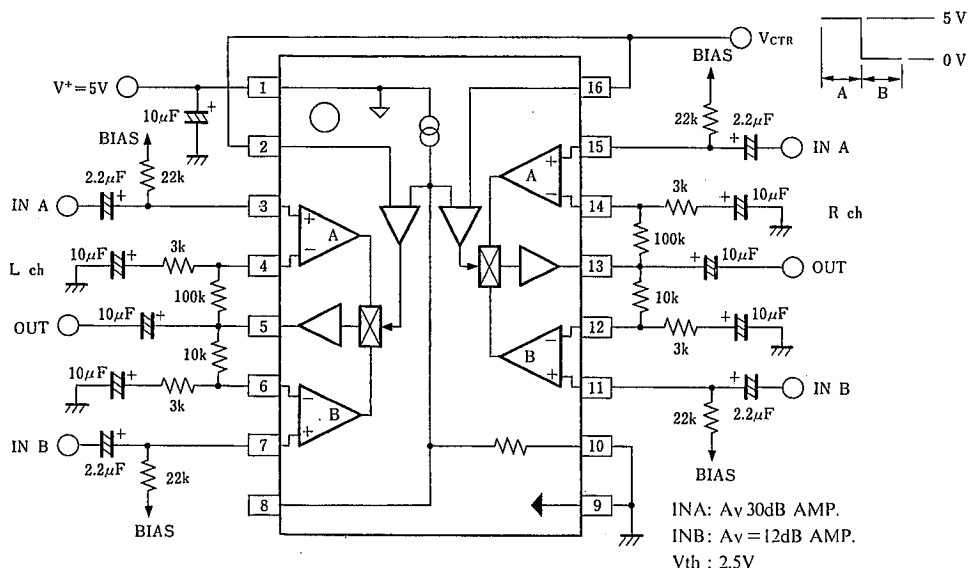 5 V
V_CTR
BIAS
0 V
V⁺=5V
1
16
A
B
10μF
+
22k
2.2μF
+
BIAS
2
15
IN A
2.2μF
+
22k
+
A
−
3k
10μF
+
IN A
3
14
R ch
+
A
−
100k
10μF
+
3k
L ch
4
13
OUT
10μF
+
100k
10k
10μF
+
OUT
5
12
10k
−
B
+
3k
10μF
+
10μF
+
3k
6
11
IN B
−
B
+
22k
+
2.2μF
IN B
7
10
2.2μF
+
22k
BIAS
BIAS
8
9
INA: Av 30dB AMP.
INB: Av=12dB AMP.
Vth : 2.5V